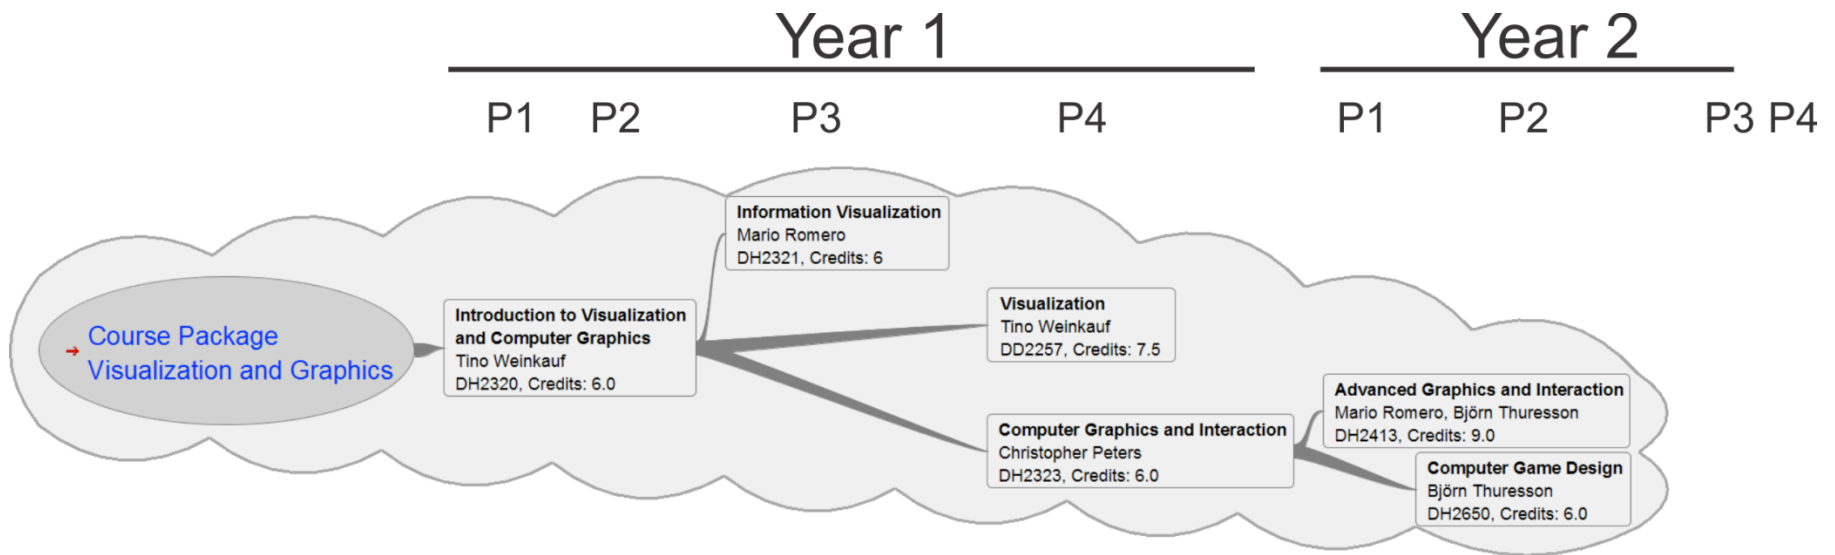 Year 1
Year 2
P1
P2
P3
P4
P1
P2
P3
P4
Course Package
Visualization and Graphics
Introduction to Visualization
and Computer Graphics
Tino Weinkauf
DH2320, Credits: 6.0
Information Visualization
Mario Romero
DH2321, Credits: 6
Visualization
Tino Weinkauf
DD2257, Credits: 7.5
Computer Graphics and Interaction
Christopher Peters
DH2323, Credits: 6.0
Advanced Graphics and Interaction
Mario Romero, Björn Thuresson
DH2413, Credits: 9.0
Computer Game Design
Björn Thuresson
DH2650, Credits: 6.0